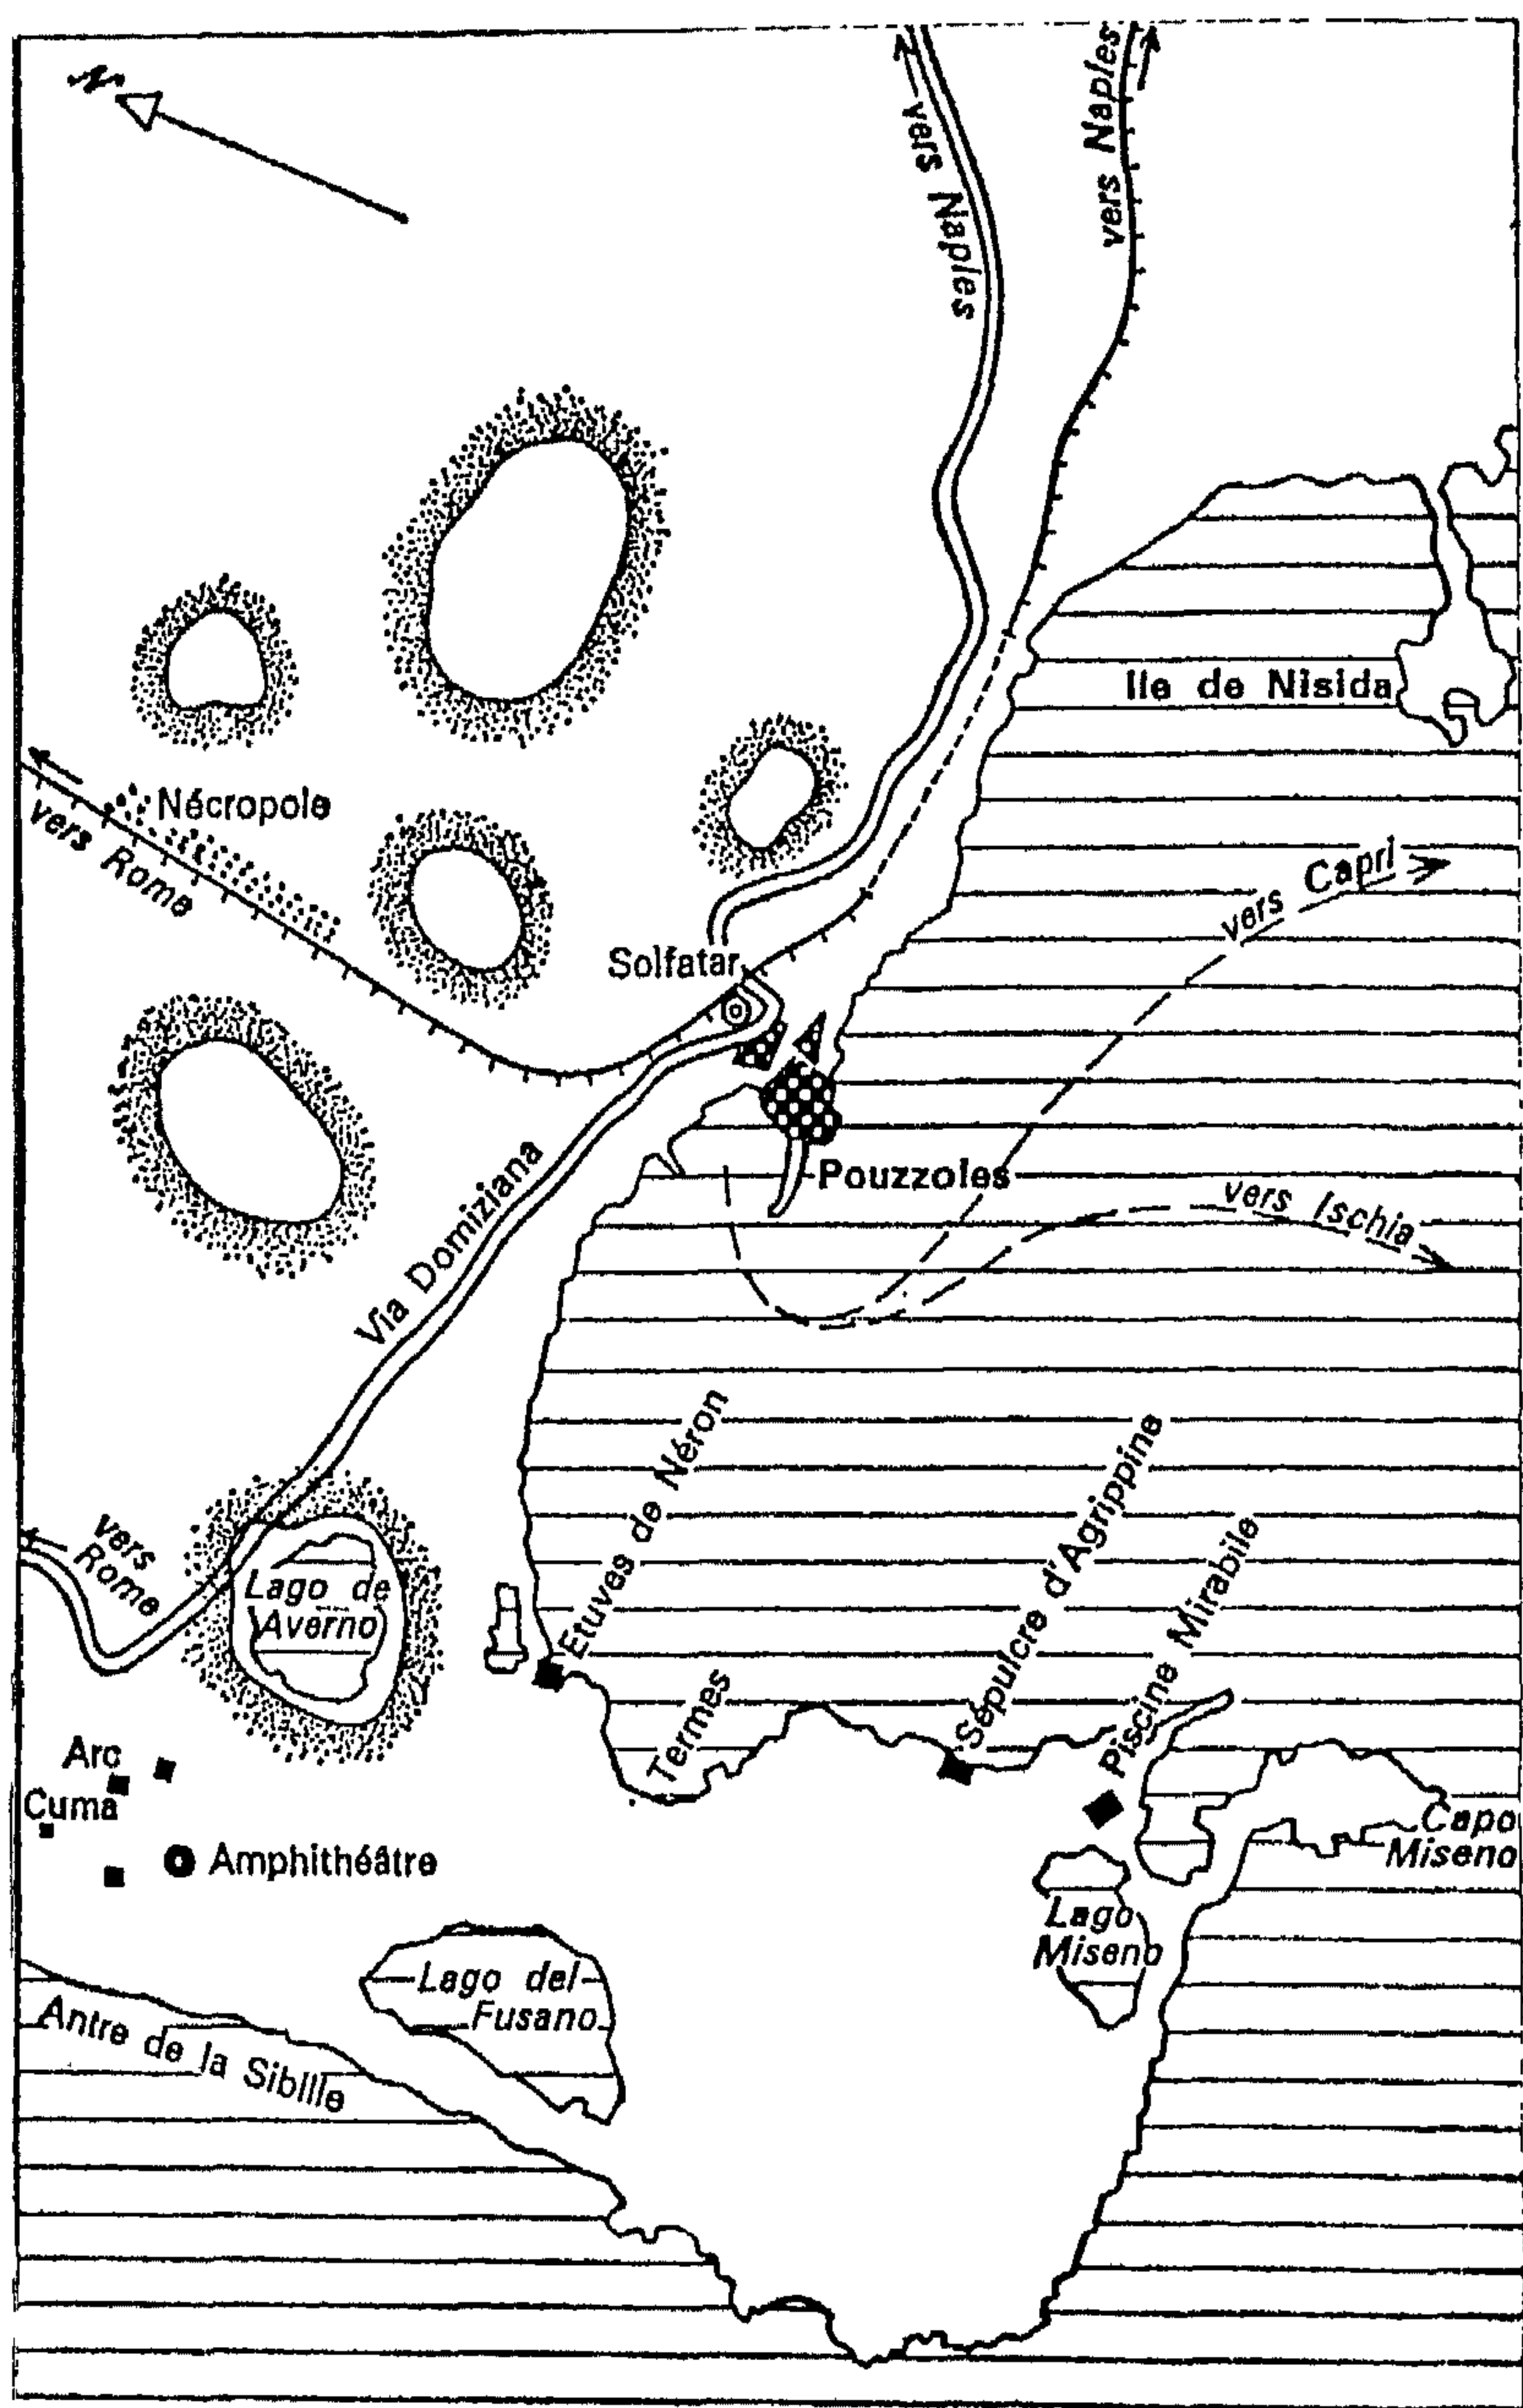 N
vers Naples
vers Naples
Ile de Nisida
Nécropole
vers Rome
vers Capri
Solfatar
Pouzzoles
vers Ischia
Via Domiziana
Etuves de Néron
Sépulcre d'Agrippine
Piscine Mirabile
vers
Rome
Lago de
Averno
Termes
Arc
Cuma
Amphithéâtre
Capo
Miseno
Lago
Miseno
Lago del
Fusano
Antre de la Sibille